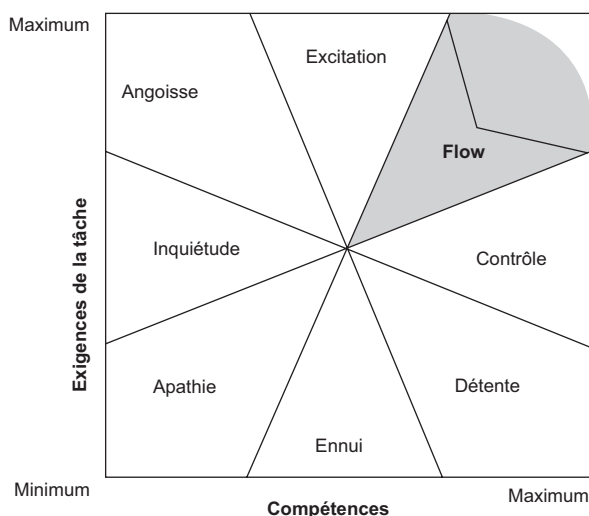 Maximum
Excitation
Angoisse
Flow
Exigences de la tâche
Inquiétude
Contrôle
Apathie
Détente
Ennui
Minimum
Maximum
Compétences